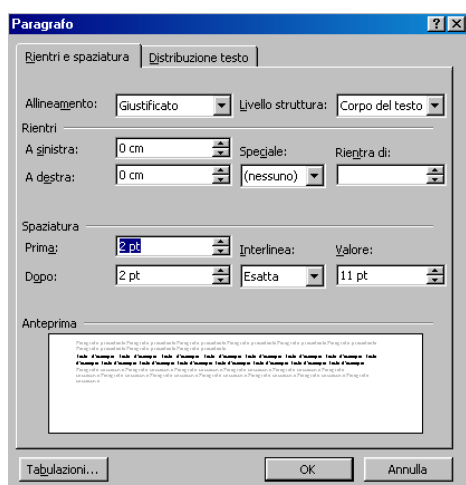 Paragrafo
Rientri e spaziatura Distribuzione testo
Allineamento: Giustificato Livello struttura: Corpo del testo
Rientri
A sinistra: 0 cm Speciale: Rientra di:
A destra: 0 cm (nessuno)
Spaziatura
Prima: 2 pt Interlinea: Valore:
Dopo: 2 pt Esatta 11 pt
Anteprima
Tabulazioni... OK Annulla